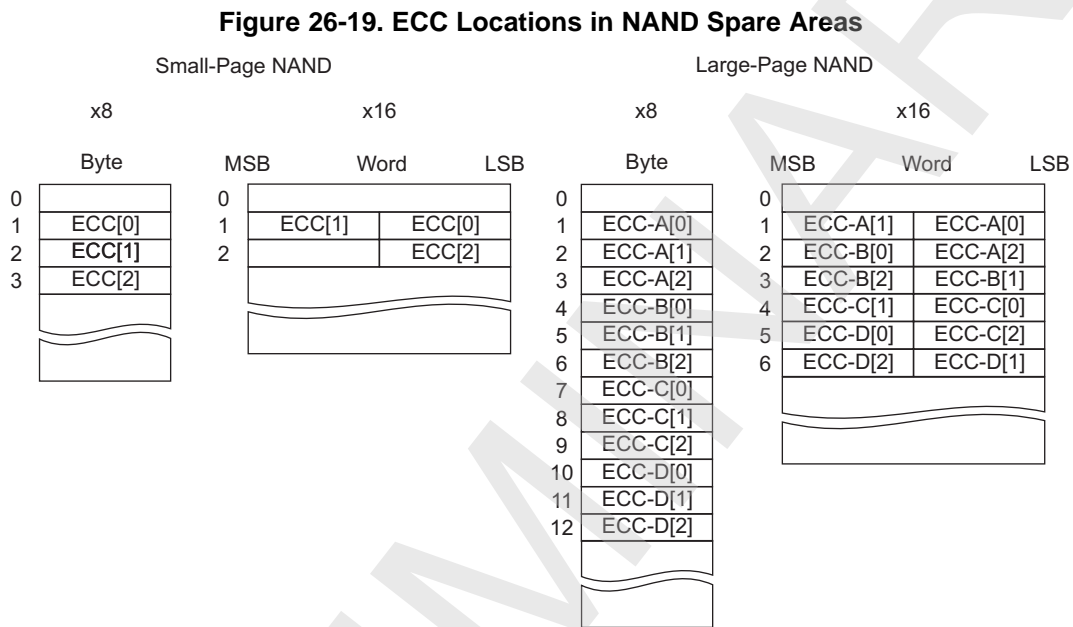 Figure 26-19. ECC Locations in NAND Spare Areas
Small-Page NAND
Large-Page NAND
x8
x16
x8
x16
Byte
MSB Word LSB
Byte
MSB Word LSB
0
1 ECC[0]
2 ECC[1]
3 ECC[2]
0
1 ECC[1] ECC[0]
2 ECC[2]
0
1 ECC-A[0]
2 ECC-A[1]
3 ECC-A[2]
4 ECC-B[0]
5 ECC-B[1]
6 ECC-B[2]
7 ECC-C[0]
8 ECC-C[1]
9 ECC-C[2]
10 ECC-D[0]
11 ECC-D[1]
12 ECC-D[2]
0
1 ECC-A[1] ECC-A[0]
2 ECC-B[0] ECC-A[2]
3 ECC-B[2] ECC-B[1]
4 ECC-C[1] ECC-C[0]
5 ECC-D[0] ECC-C[2]
6 ECC-D[2] ECC-D[1]